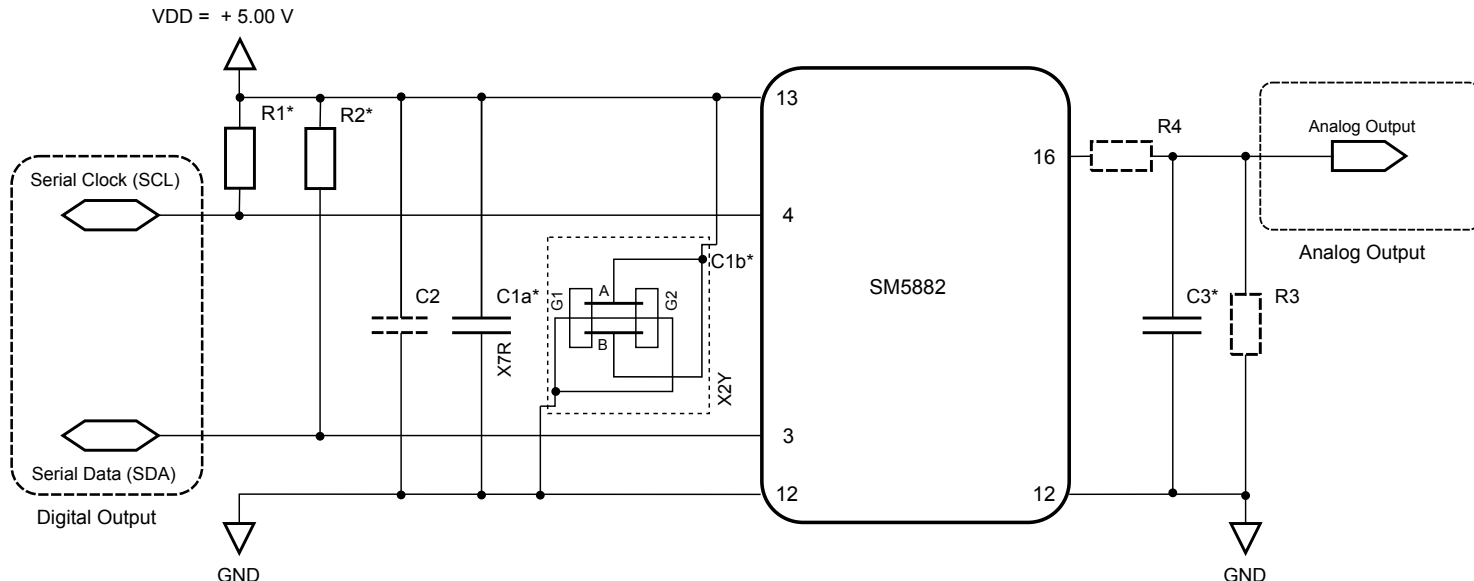 VDD = + 5.00 V
R1*
R2*
13
R4
Analog Output
16
Serial Clock (SCL)
4
Analog Output
C1b*
SM5882
C2
C1a*
G1
A
G2
C3*
R3
B
X7R
X2Y
3
Serial Data (SDA)
12
12
Digital Output
GND
GND